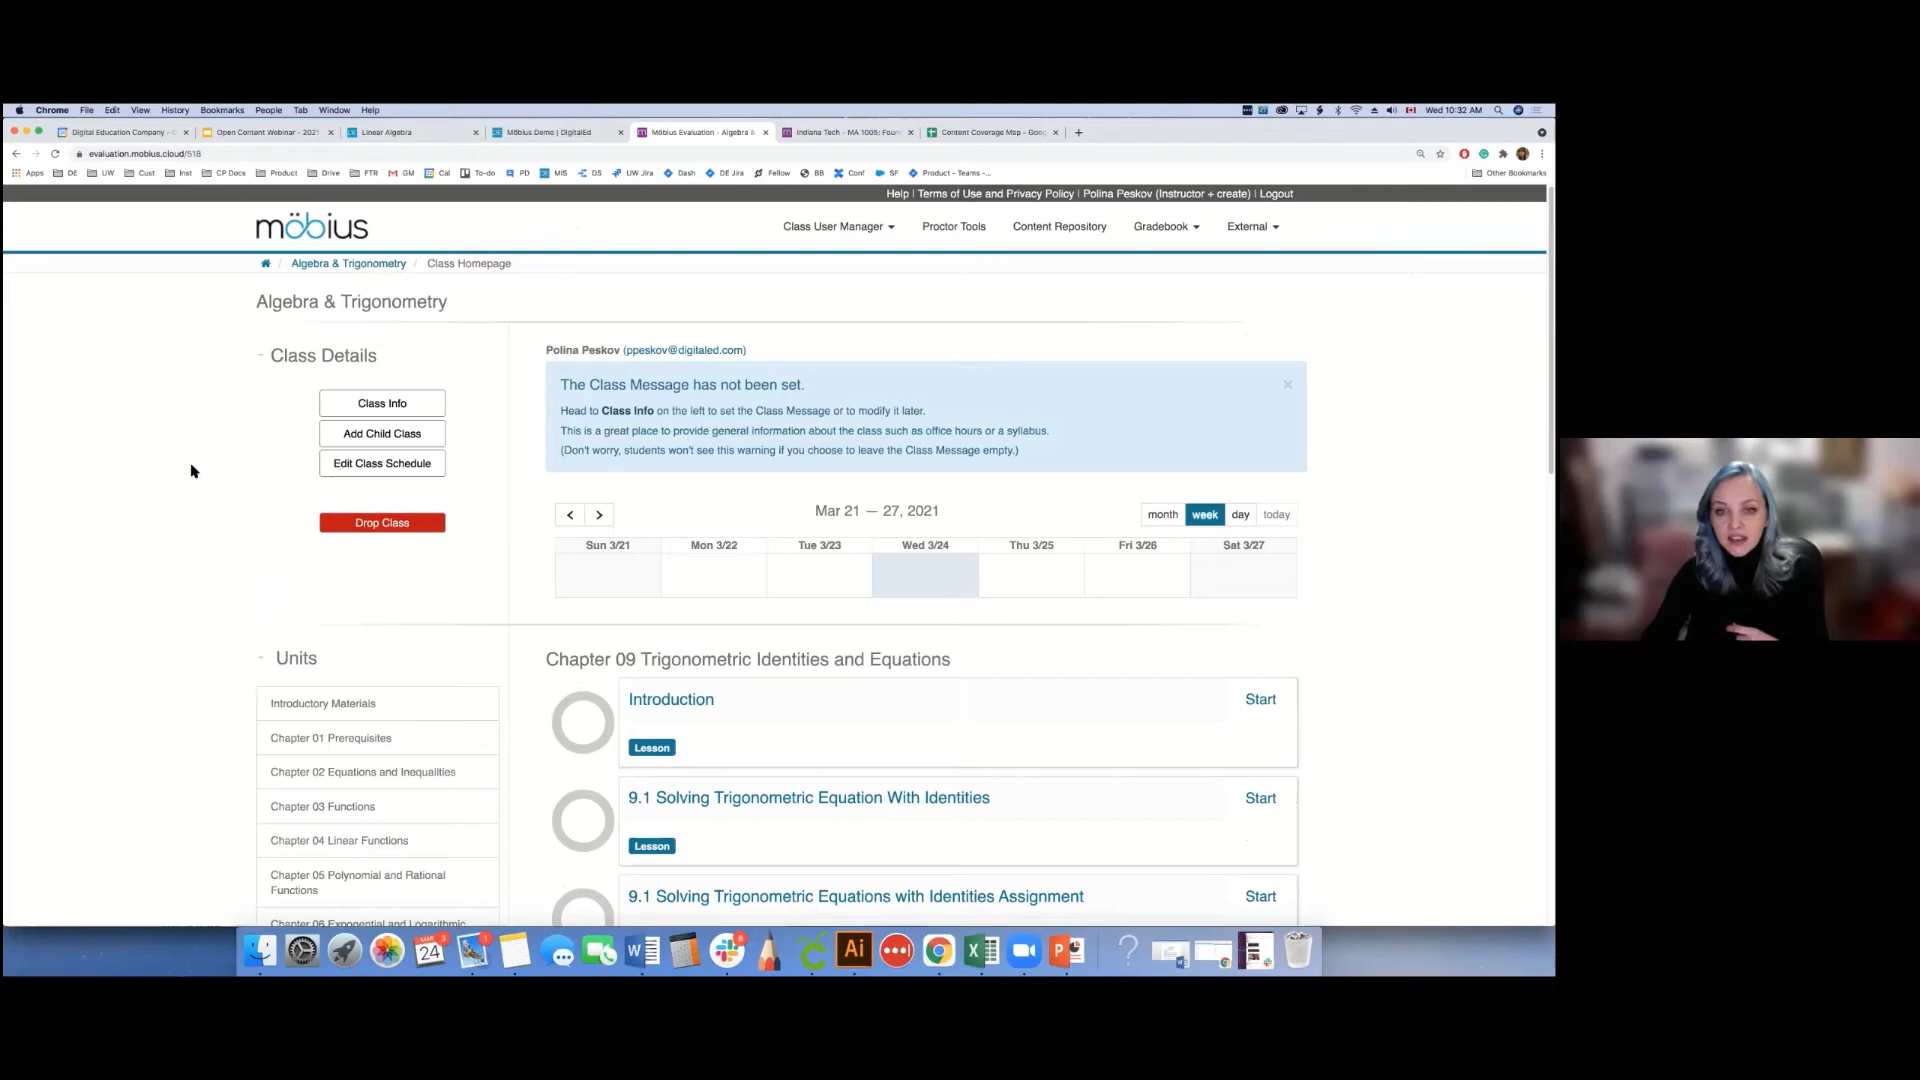 Chrome File Edit View History Bookmarks People Tab Window Help Wed 10:32 AM
Digital Education Company - Open Content Webinar - 2021 Linear Algebra Möbius Demo | DigitalEd Möbius Evaluation - Algebra & Indiana Tech - MA 1005: Foun Content Coverage Map - Goog
evaluation.mobius.cloud/518
Apps DE UW Cust Inst CP Docs Product Drive FTR GM Cal To-do PD MIS DS UW Jira Dash DE Jira Fellow BB Conf SF Product - Teams -... Other Bookmarks
Help | Terms of Use and Privacy Policy | Polina Peskov (Instructor + create) | Logout
möbius
Class User Manager Proctor Tools Content Repository Gradebook External
/ Algebra & Trigonometry / Class Homepage
Algebra & Trigonometry
- Class Details
Class Info
Add Child Class
Edit Class Schedule
Drop Class
Polina Peskov (ppeskov@digitaled.com)
The Class Message has not been set. ×
Head to Class Info on the left to set the Class Message or to modify it later.
This is a great place to provide general information about the class such as office hours or a syllabus.
(Don't worry, students won't see this warning if you choose to leave the Class Message empty.)
< > Mar 21 — 27, 2021 month week day today
Sun 3/21 Mon 3/22 Tue 3/23 Wed 3/24 Thu 3/25 Fri 3/26 Sat 3/27
- Units
Introductory Materials
Chapter 01 Prerequisites
Chapter 02 Equations and Inequalities
Chapter 03 Functions
Chapter 04 Linear Functions
Chapter 05 Polynomial and Rational
Functions
Chapter 06 Exponential and Logarithmic
Chapter 09 Trigonometric Identities and Equations
Introduction Start
Lesson
9.1 Solving Trigonometric Equation With Identities Start
Lesson
9.1 Solving Trigonometric Equations with Identities Assignment Start
MAR 24 3 1 W 8 Ai X P ?